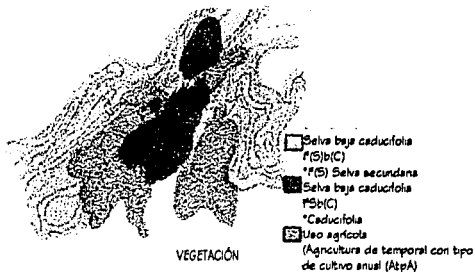 Selva baja caducifolia
f*(S)b(C)
*f*(S) Selva secundaria
Selva baja caducifolia
f*Sb(C)
*Caducifolia
Uso agrícola
(Agricultura de temporal con tipo
de cultivo anual (AtpA)
VEGETACIÓN